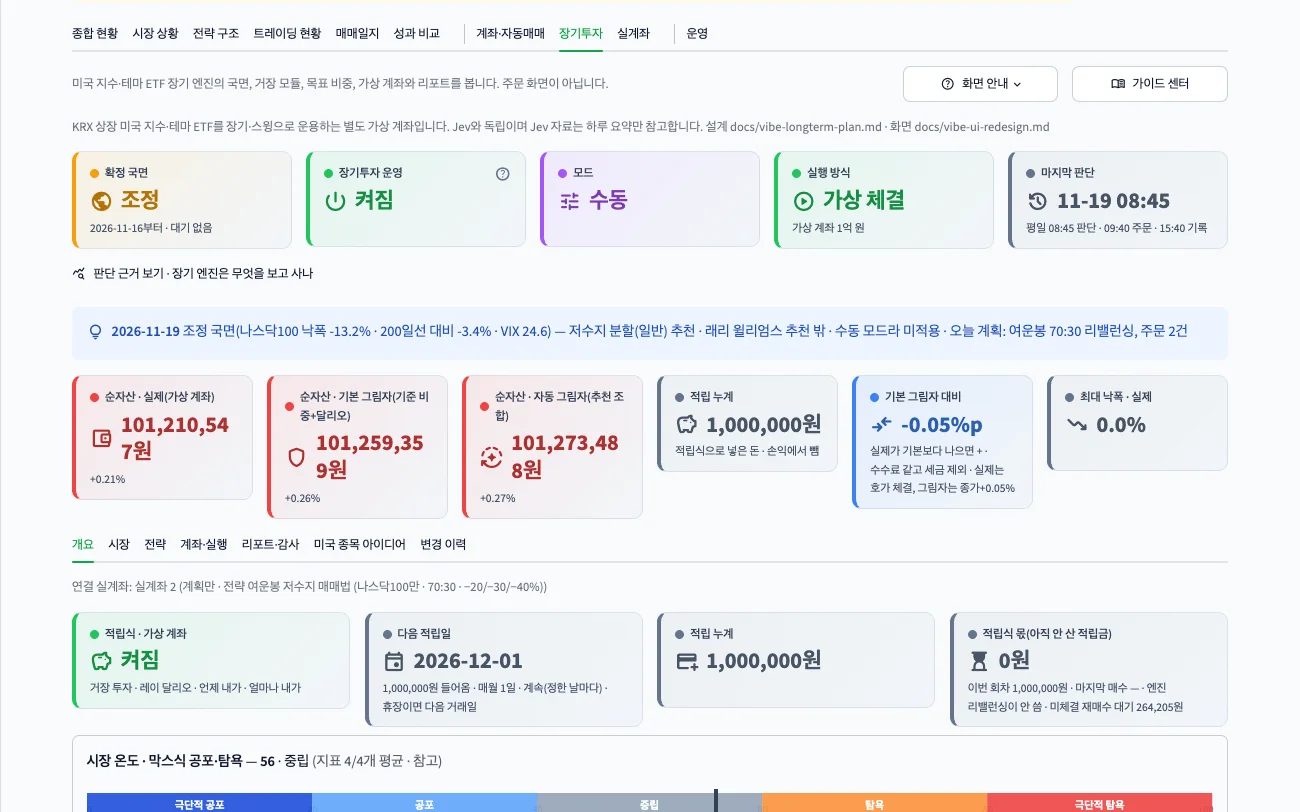 종합 현황 시장 상황 전략 구조 트레이딩 현황 매매일지 성과 비교 계좌·자동매매 장기투자 실계좌 운영
미국 지수·테마 ETF 장기 엔진의 국면, 거장 모듈, 목표 비중, 가상 계좌와 리포트를 봅니다. 주문 화면이 아닙니다.
화면 안내
가이드 센터
KRX 상장 미국 지수·테마 ETF를 장기·스윙으로 운용하는 별도 가상 계좌입니다. Jev와 독립이며 Jev 자료는 하루 요약만 참고합니다. 설계 docs/vibe-longterm-plan.md · 화면 docs/vibe-ui-redesign.md
확정 국면
조정
2026-11-16부터 · 대기 없음
장기투자 운영
켜짐
모드
수동
실행 방식
가상 체결
가상 계좌 1억 원
마지막 판단
11-19 08:45
평일 08:45 판단 · 09:40 주문 · 15:40 기록
판단 근거 보기 · 장기 엔진은 무엇을 보고 사나
2026-11-19 조정 국면(나스닥100 낙폭 -13.2% · 200일선 대비 -3.4% · VIX 24.6) — 저수지 분할(일반) 추천 · 래리 윌리엄스 추천 밖 · 수동 모드라 미적용 · 오늘 계획: 여운봉 70:30 리밸런싱, 주문 2건
순자산 · 실제(가상 계좌)
101,210,54
7원
+0.21%
순자산 · 기본 그림자(기준 비
중+달리오)
101,259,35
9원
+0.26%
순자산 · 자동 그림자(추천 조
합)
101,273,48
8원
+0.27%
적립 누계
1,000,000원
적립식으로 넣은 돈 · 손익에서 뺌
기본 그림자 대비
-0.05%p
실제가 기본보다 나으면 + ·
수수료 같고 세금 제외 · 실제는
호가 체결, 그림자는 종가+0.05%
최대 낙폭 · 실제
0.0%
개요 시장 전략 계좌·실행 리포트·감사 미국 종목 아이디어 변경 이력
연결 실계좌: 실계좌 2 (계획만 · 전략 여운봉 저수지 매매법 (나스닥100만 · 70:30 · −20/−30/−40%))
적립식 · 가상 계좌
켜짐
거장 투자 · 레이 달리오 · 언제 내가 · 얼마나 내가
다음 적립일
2026-12-01
1,000,000원 들어옴 · 매월 1일 · 계속(정한 날마다) ·
휴장이면 다음 거래일
적립 누계
1,000,000원
적립식 몫(아직 안 산 적립금)
0원
이번 회차 1,000,000원 · 마지막 매수 — · 엔진
리밸런싱이 안 씀 · 미체결 재매수 대기 264,205원
시장 온도 · 막스식 공포·탐욕 — 56 · 중립 (지표 4/4개 평균 · 참고)
극단적 공포 공포 중립 탐욕 극단적 탐욕